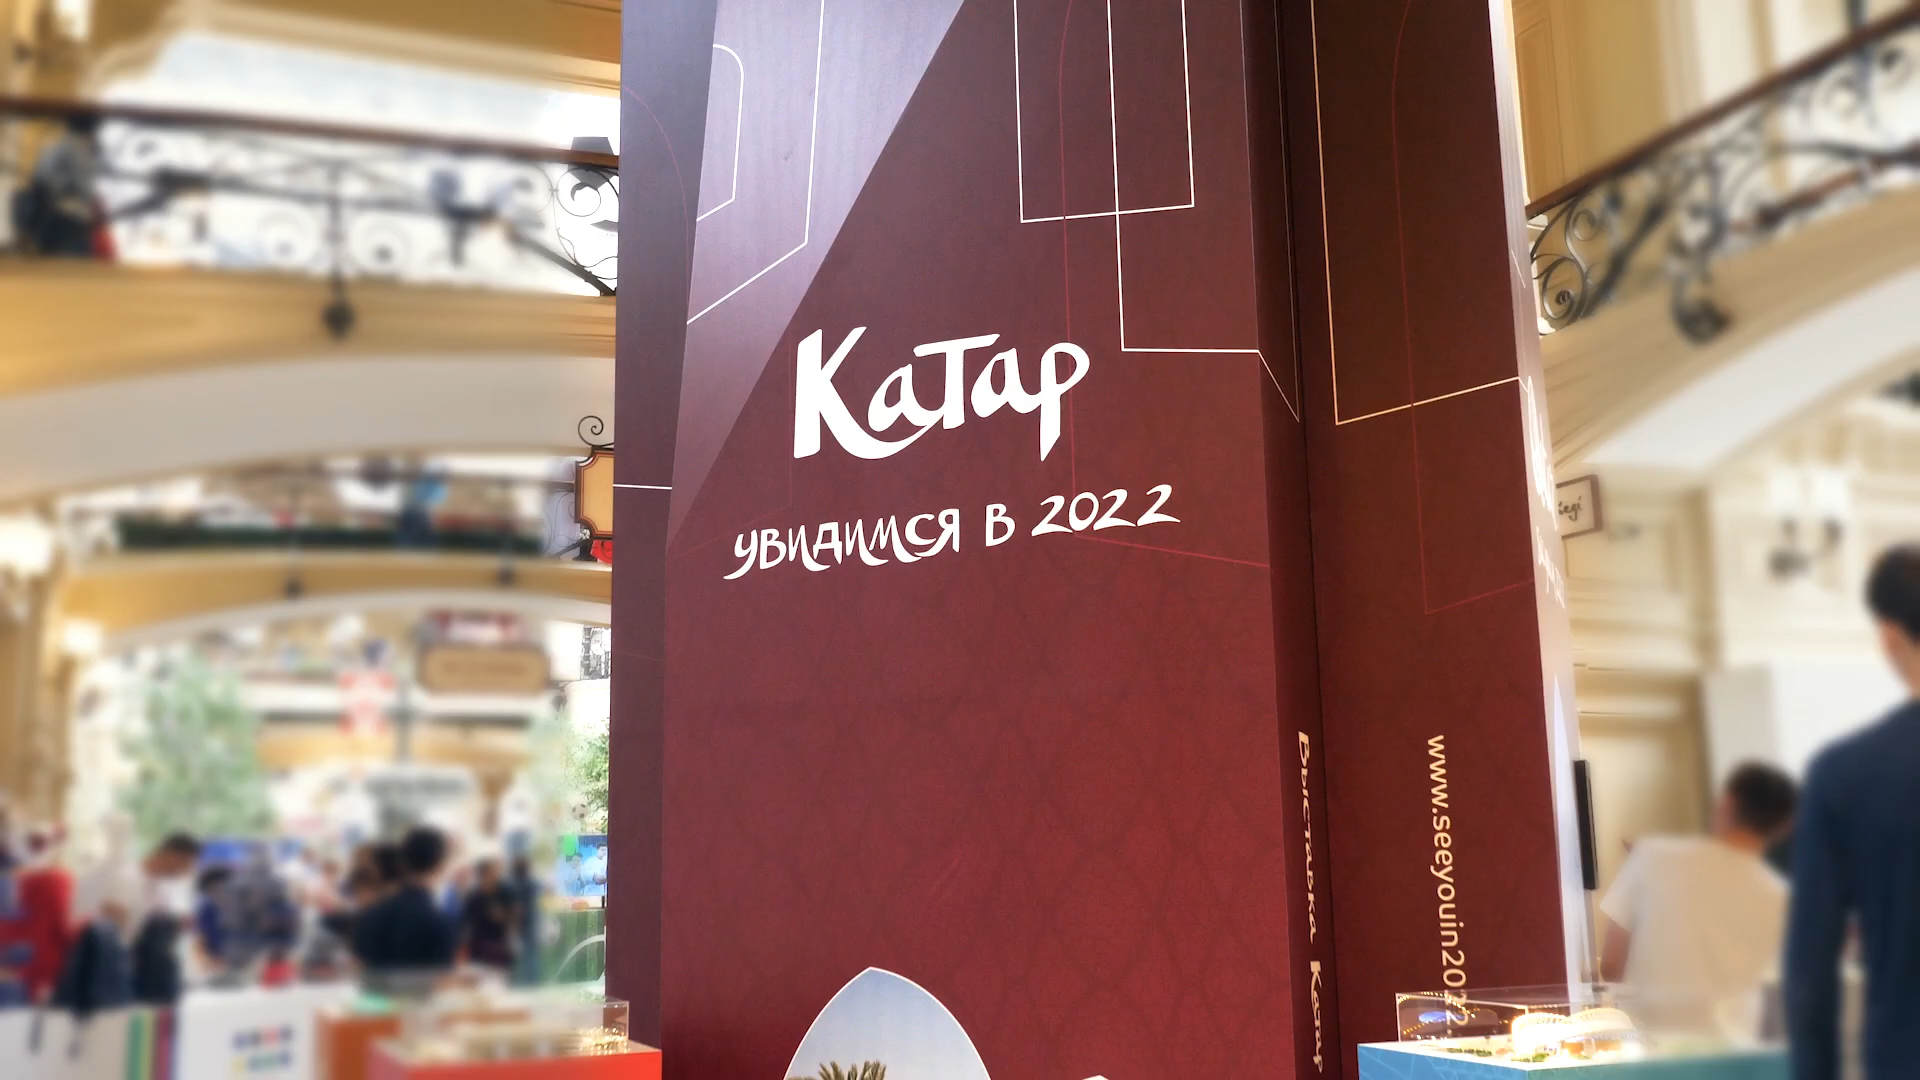 Катар
увидимся в 2022
Выставка Катар
www.seeyouin2022.